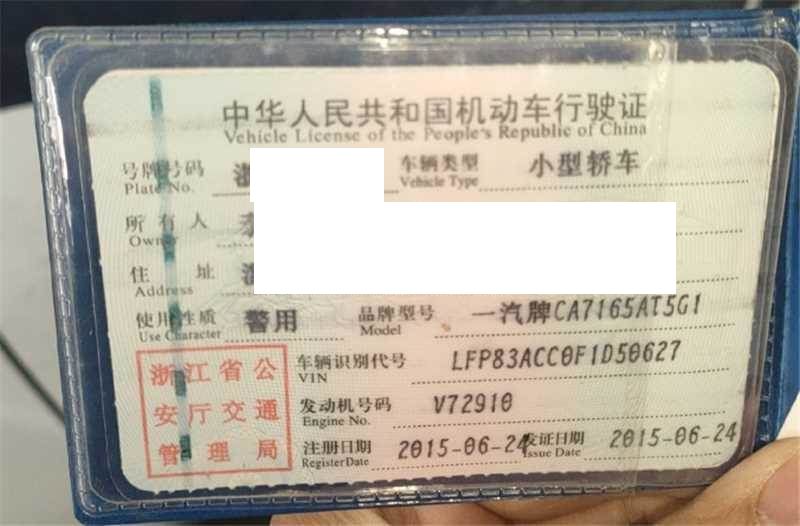 中华人民共和国机动车行驶证
Vehicle License of the People's Republic of China
号牌号码 浙 车辆类型 小型轿车
Plate No. Vehicle Type
所有人
Owner
住址 浙
Address
使用性质 警用 品牌型号 一汽牌CA7165AT5G1
Use Character Model
浙江省公
安厅交通
管理局
车辆识别代号 LFP83ACC0F1D50627
VIN
发动机号码 V72910
Engine No.
注册日期 2015-06-24 发证日期 2015-06-24
Register Date Issue Date